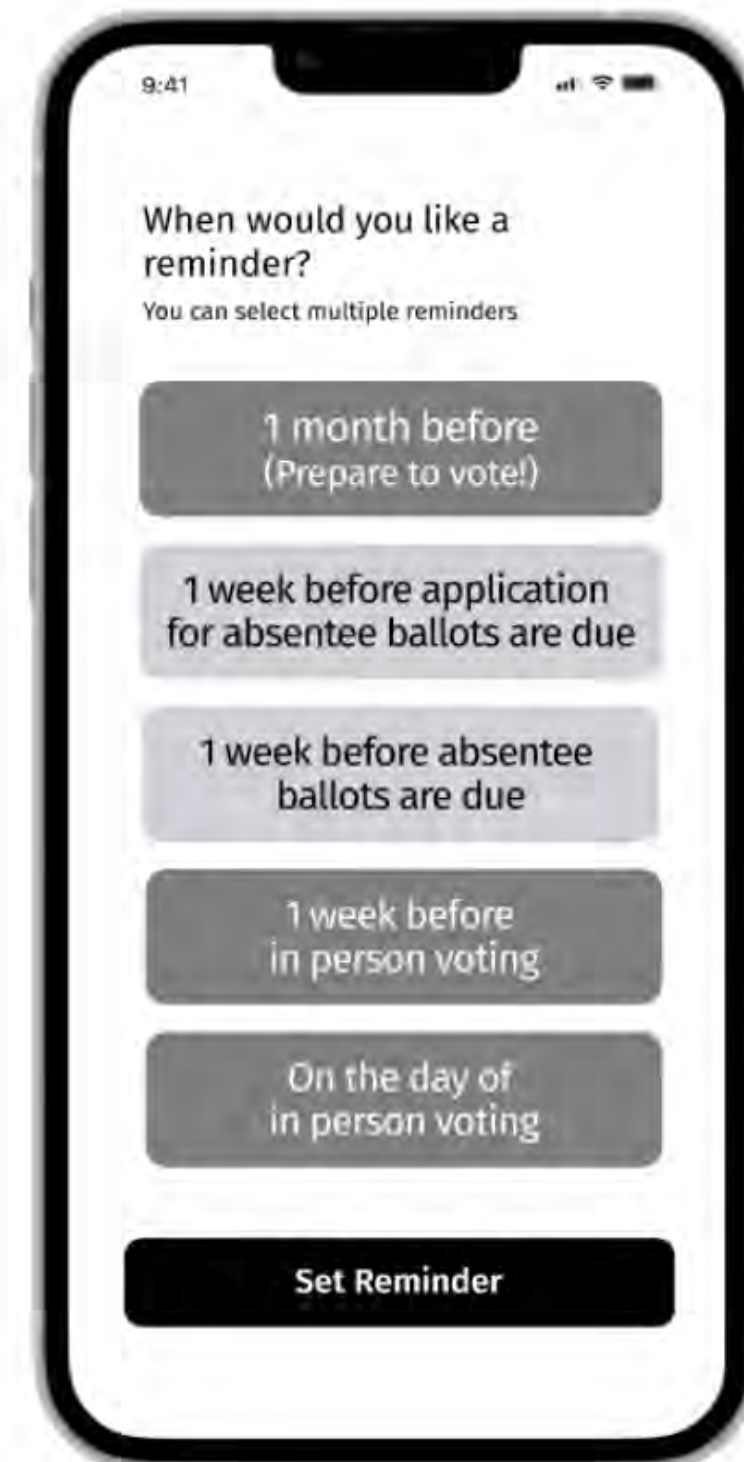 9:41
When would you like a
reminder?
You can select multiple reminders
1 month before
(Prepare to vote!)
1 week before application
for absentee ballots are due
1 week before absentee
ballots are due
1 week before
in person voting
On the day of
in person voting
Set Reminder